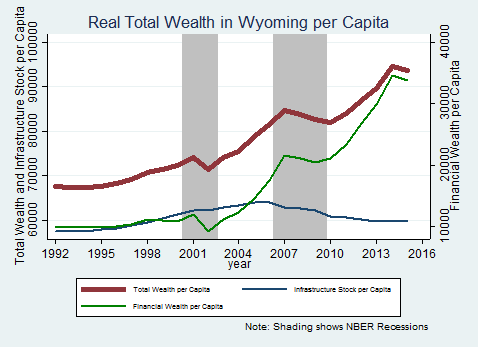 Real Total Wealth in Wyoming per Capita
Total Wealth and Infrastructure Stock per Capita
60000 70000 80000 90000 100000
Financial Wealth per Capita
10000 20000 30000 40000
1992 1995 1998 2001 2004 2007 2010 2013 2016
year
Total Wealth per Capita
Infrastructure Stock per Capita
Financial Wealth per Capita
Note: Shading shows NBER Recessions